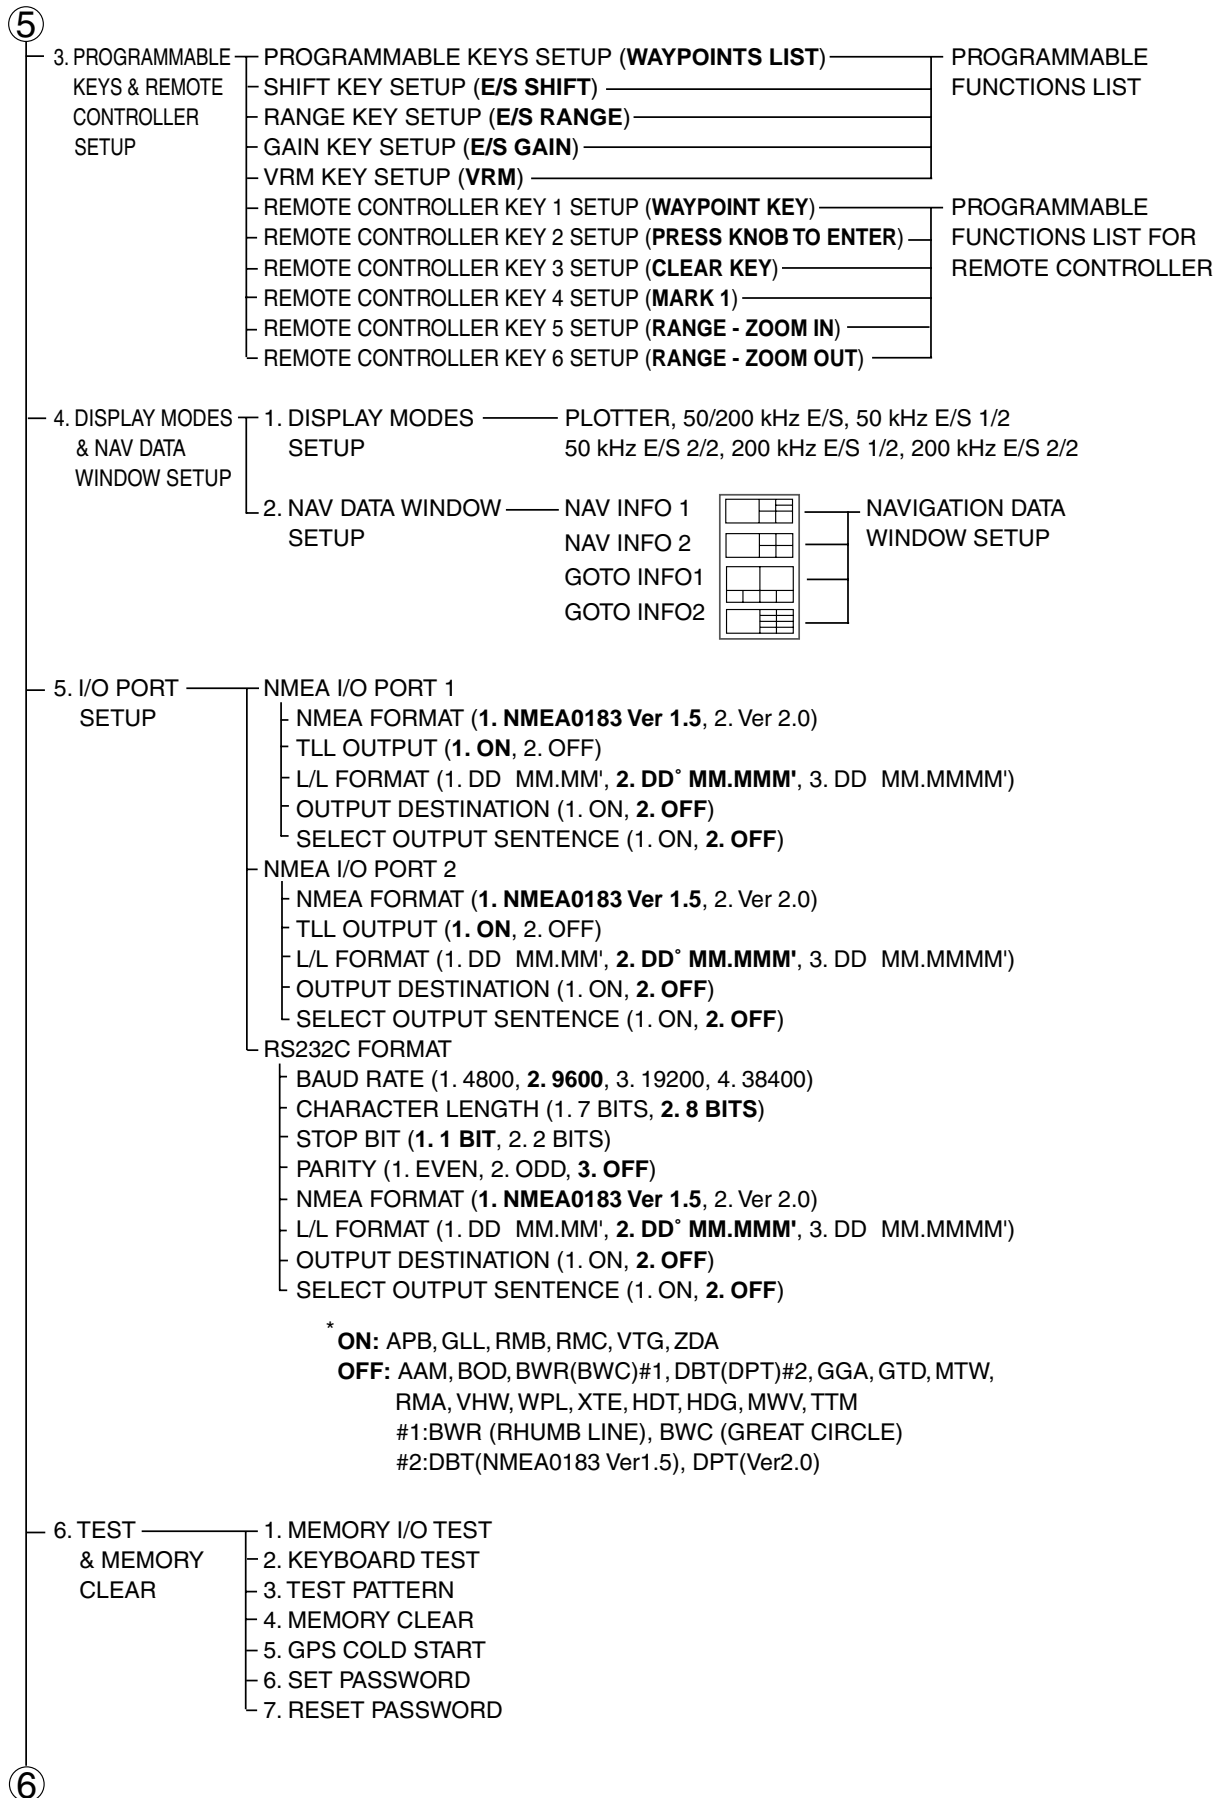 5
3. PROGRAMMABLE KEYS & REMOTE CONTROLLER SETUP
PROGRAMMABLE KEYS SETUP (WAYPOINTS LIST)
SHIFT KEY SETUP (E/S SHIFT)
RANGE KEY SETUP (E/S RANGE)
GAIN KEY SETUP (E/S GAIN)
VRM KEY SETUP (VRM)
PROGRAMMABLE
FUNCTIONS LIST
REMOTE CONTROLLER KEY 1 SETUP (WAYPOINT KEY)
REMOTE CONTROLLER KEY 2 SETUP (PRESS KNOB TO ENTER)
REMOTE CONTROLLER KEY 3 SETUP (CLEAR KEY)
REMOTE CONTROLLER KEY 4 SETUP (MARK 1)
REMOTE CONTROLLER KEY 5 SETUP (RANGE - ZOOM IN)
REMOTE CONTROLLER KEY 6 SETUP (RANGE - ZOOM OUT)
PROGRAMMABLE
FUNCTIONS LIST FOR
REMOTE CONTROLLER
4. DISPLAY MODES
& NAV DATA
WINDOW SETUP
1. DISPLAY MODES
SETUP
PLOTTER, 50/200 kHz E/S, 50 kHz E/S 1/2
50 kHz E/S 2/2, 200 kHz E/S 1/2, 200 kHz E/S 2/2
2. NAV DATA WINDOW
SETUP
NAV INFO 1
NAV INFO 2
GOTO INFO1
GOTO INFO2
NAVIGATION DATA
WINDOW SETUP
5. I/O PORT
SETUP
NMEA I/O PORT 1
NMEA FORMAT (1. NMEA0183 Ver 1.5, 2. Ver 2.0)
TLL OUTPUT (1. ON, 2. OFF)
L/L FORMAT (1. DD MM.MM', 2. DD˚ MM.MMM', 3. DD MM.MMMM')
OUTPUT DESTINATION (1. ON, 2. OFF)
SELECT OUTPUT SENTENCE (1. ON, 2. OFF)
NMEA I/O PORT 2
NMEA FORMAT (1. NMEA0183 Ver 1.5, 2. Ver 2.0)
TLL OUTPUT (1. ON, 2. OFF)
L/L FORMAT (1. DD MM.MM', 2. DD˚ MM.MMM', 3. DD MM.MMMM')
OUTPUT DESTINATION (1. ON, 2. OFF)
SELECT OUTPUT SENTENCE (1. ON, 2. OFF)
RS232C FORMAT
BAUD RATE (1. 4800, 2. 9600, 3. 19200, 4. 38400)
CHARACTER LENGTH (1. 7 BITS, 2. 8 BITS)
STOP BIT (1. 1 BIT, 2. 2 BITS)
PARITY (1. EVEN, 2. ODD, 3. OFF)
NMEA FORMAT (1. NMEA0183 Ver 1.5, 2. Ver 2.0)
L/L FORMAT (1. DD MM.MM', 2. DD˚ MM.MMM', 3. DD MM.MMMM')
OUTPUT DESTINATION (1. ON, 2. OFF)
SELECT OUTPUT SENTENCE (1. ON, 2. OFF)
* ON: APB, GLL, RMB, RMC, VTG, ZDA
OFF: AAM, BOD, BWR(BWC)#1, DBT(DPT)#2, GGA, GTD, MTW,
RMA, VHW, WPL, XTE, HDT, HDG, MWV, TTM
#1:BWR (RHUMB LINE), BWC (GREAT CIRCLE)
#2:DBT(NMEA0183 Ver1.5), DPT(Ver2.0)
6. TEST
& MEMORY
CLEAR
1. MEMORY I/O TEST
2. KEYBOARD TEST
3. TEST PATTERN
4. MEMORY CLEAR
5. GPS COLD START
6. SET PASSWORD
7. RESET PASSWORD
6